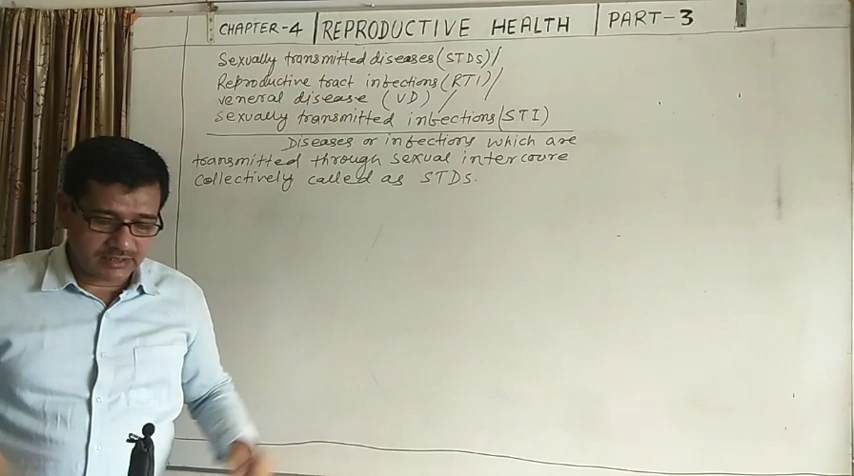 CHAPTER-4 | REPRODUCTIVE HEALTH | PART-3
Sexually transmitted diseases (STDs)/
Reproductive tract infections (RTI)/
veneral disease (VD) /
Sexually transmitted infections (STI)
Diseases or infections which are
transmitted through sexual intercoure
collectively called as STDs.